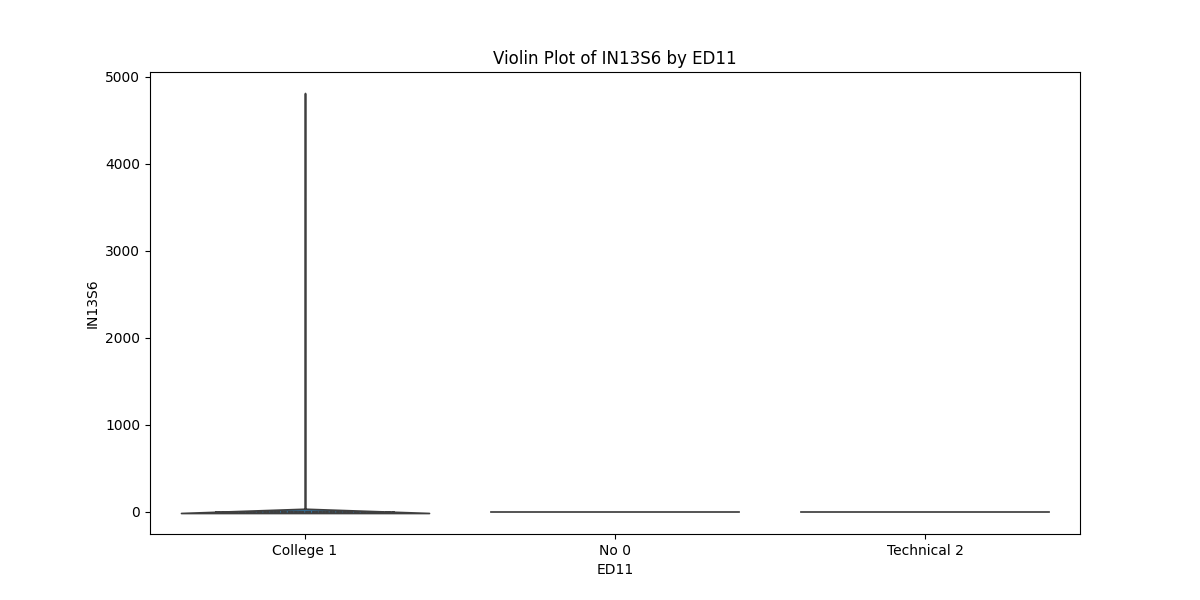 Violin Plot of IN13S6 by ED11
5000
4000
3000
2000
1000
0
IN13S6
College 1
No 0
Technical 2
ED11